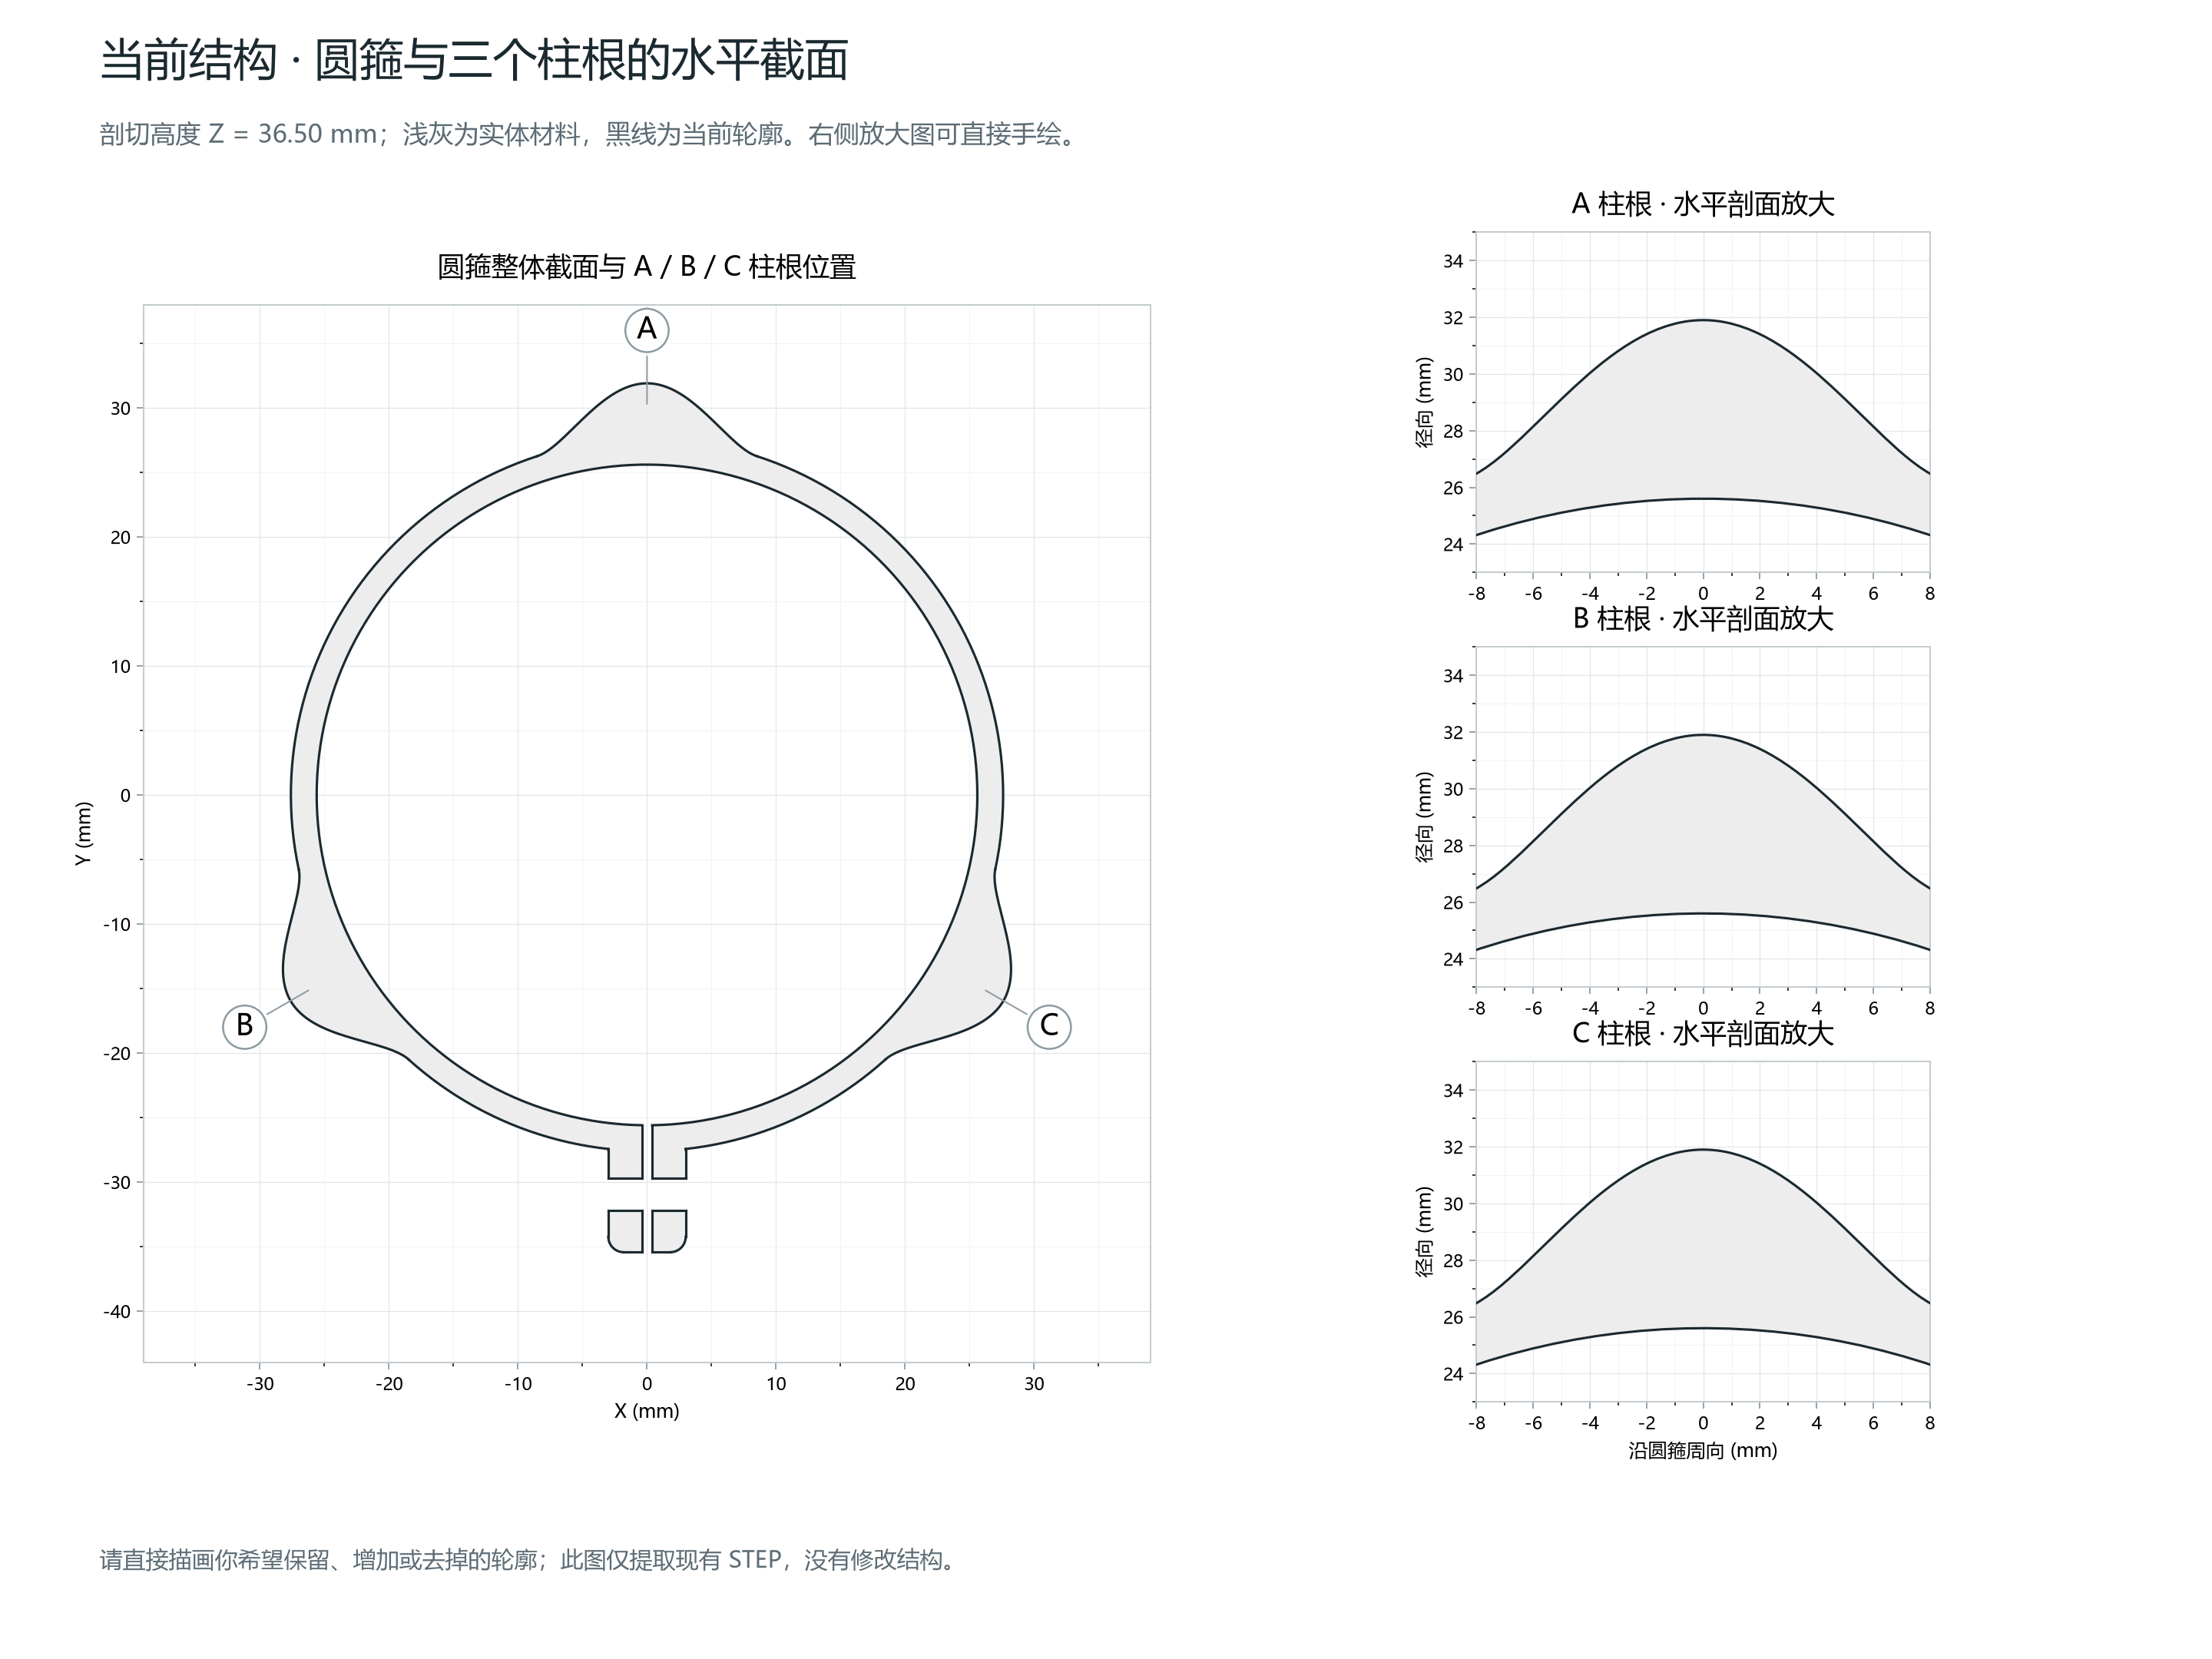 当前结构 · 圆箍与三个柱根的水平截面
剖切高度 Z = 36.50 mm；浅灰为实体材料，黑线为当前轮廓。右侧放大图可直接手绘。
圆箍整体截面与 A / B / C 柱根位置
A
B
C
30
20
10
0
-10
-20
-30
-40
Y (mm)
-30 -20 -10 0 10 20 30
X (mm)
A 柱根 · 水平剖面放大
34
32
30
28
26
24
径向 (mm)
-8 -6 -4 -2 0 2 4 6 8
B 柱根 · 水平剖面放大
34
32
30
28
26
24
径向 (mm)
-8 -6 -4 -2 0 2 4 6 8
C 柱根 · 水平剖面放大
34
32
30
28
26
24
径向 (mm)
-8 -6 -4 -2 0 2 4 6 8
沿圆箍周向 (mm)
请直接描画你希望保留、增加或去掉的轮廓；此图仅提取现有 STEP，没有修改结构。